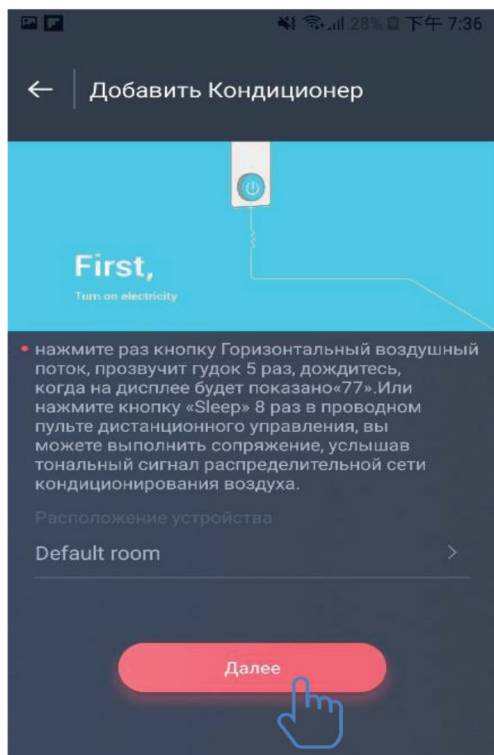 28% 下午 7:36
Добавить Кондиционер
First,
Turn on electricity
нажмите раз кнопку Горизонтальный воздушный
поток, прозвучит гудок 5 раз, дождитесь,
когда на дисплее будет показано«77».Или
нажмите кнопку «Sleep» 8 раз в проводном
пульте дистанционного управления, вы
можете выполнить сопряжение, услышав
тональный сигнал распределительной сети
кондиционирования воздуха.
Расположение устройства
Default room
Далее